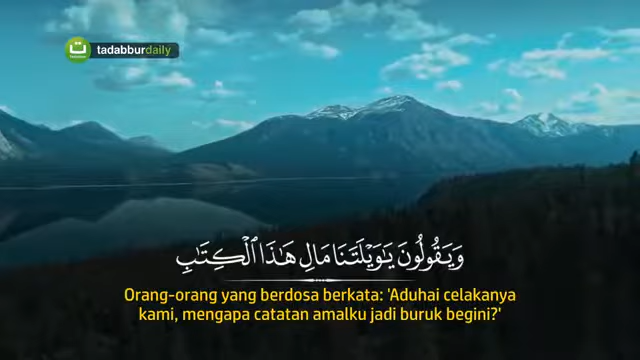 tadabburdaily
Tadabbur
وَيَقُولُونَ يَٰوَيْلَتَنَا مَالِ هَٰذَا ٱلْكِتَٰبِ
Orang-orang yang berdosa berkata: 'Aduhai celakanya
kami, mengapa catatan amalku jadi buruk begini?'